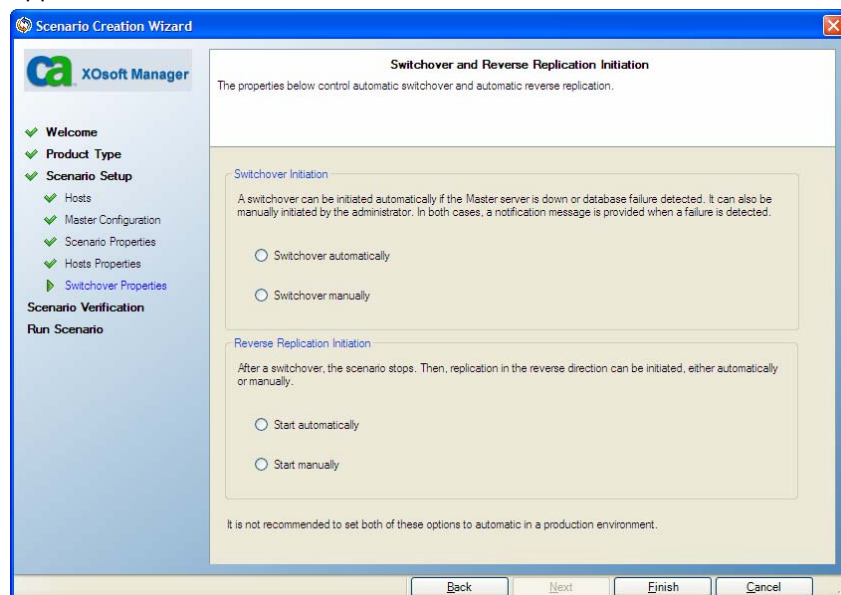 Scenario Creation Wizard
ca XOsoft Manager
Welcome
Product Type
Scenario Setup
Hosts
Master Configuration
Scenario Properties
Hosts Properties
Switchover Properties
Scenario Verification
Run Scenario
Switchover and Reverse Replication Initiation
The properties below control automatic switchover and automatic reverse replication.
Switchover Initiation
A switchover can be initiated automatically if the Master server is down or database failure detected. It can also be
manually initiated by the administrator. In both cases, a notification message is provided when a failure is detected.
Switchover automatically
Switchover manually
Reverse Replication Initiation
After a switchover, the scenario stops. Then, replication in the reverse direction can be initiated, either automatically
or manually.
Start automatically
Start manually
It is not recommended to set both of these options to automatic in a production environment.
Back
Next
Finish
Cancel